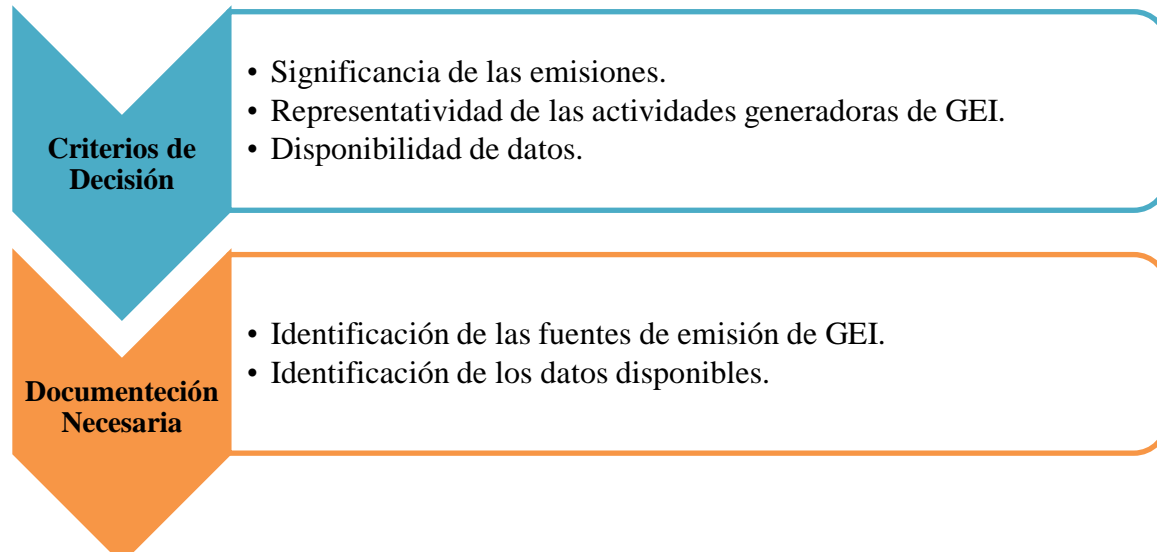 Criterios de
Decisión
• Significancia de las emisiones.
• Representatividad de las actividades generadoras de GEI.
• Disponibilidad de datos.
Documenteción
Necesaria
• Identificación de las fuentes de emisión de GEI.
• Identificación de los datos disponibles.